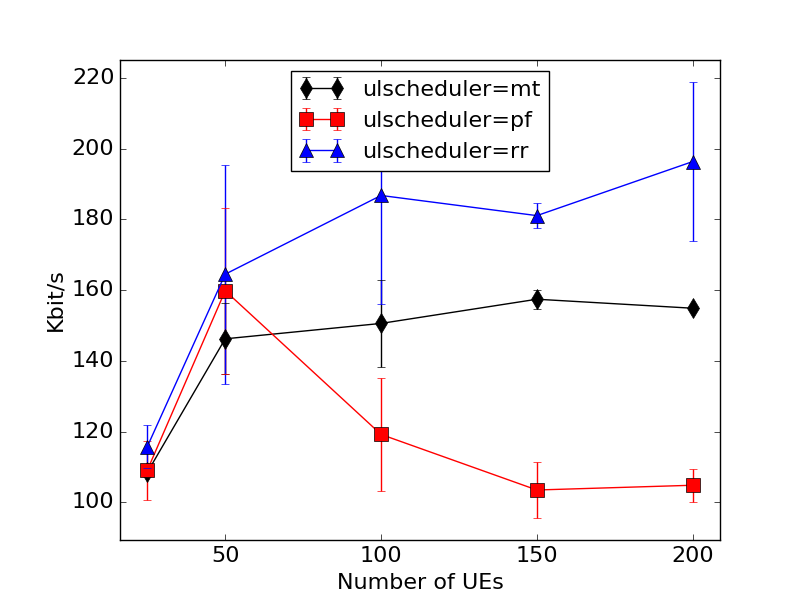 ulscheduler=mt
ulscheduler=pf
ulscheduler=rr
220
200
180
160
140
120
100
Kbit/s
50
100
150
200
Number of UEs